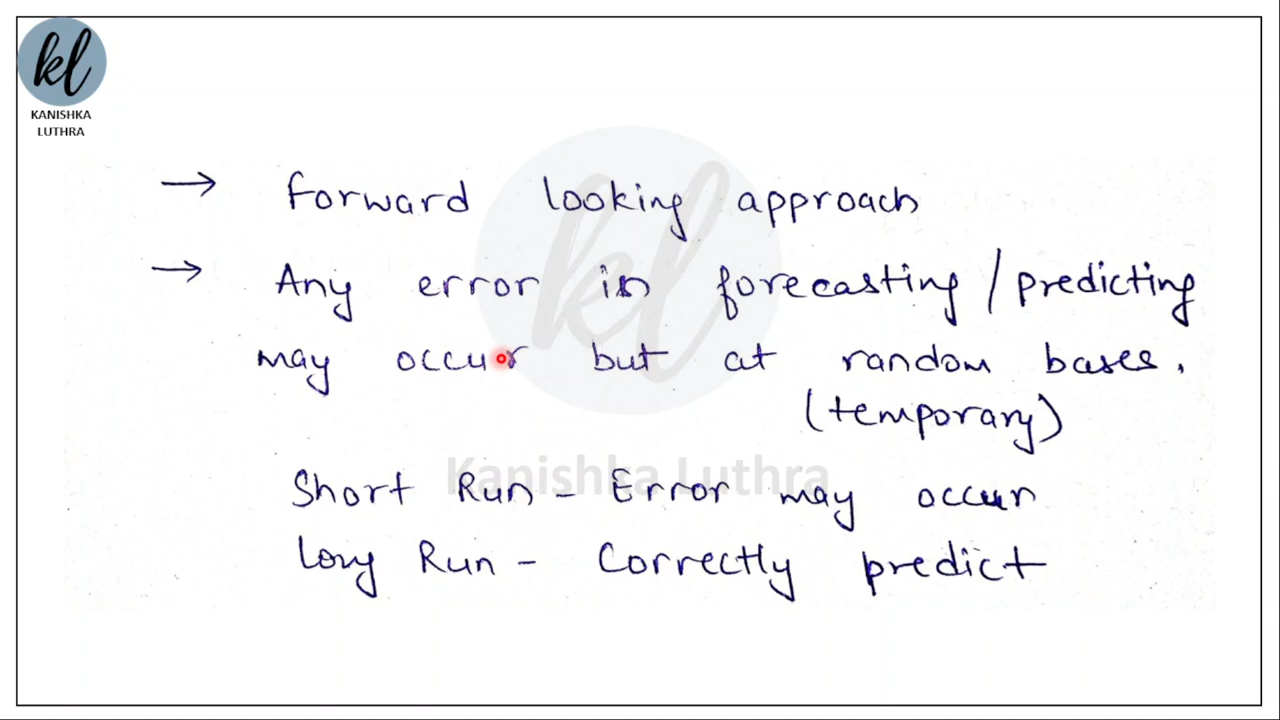 kl
KANISHKA
LUTHRA
→ Forward looking approach
→ Any error in forecasting / predicting
may occur but at random bases.
(temporary)
Kanishka Luthra
Short Run - Error may occur
Long Run - Correctly predict